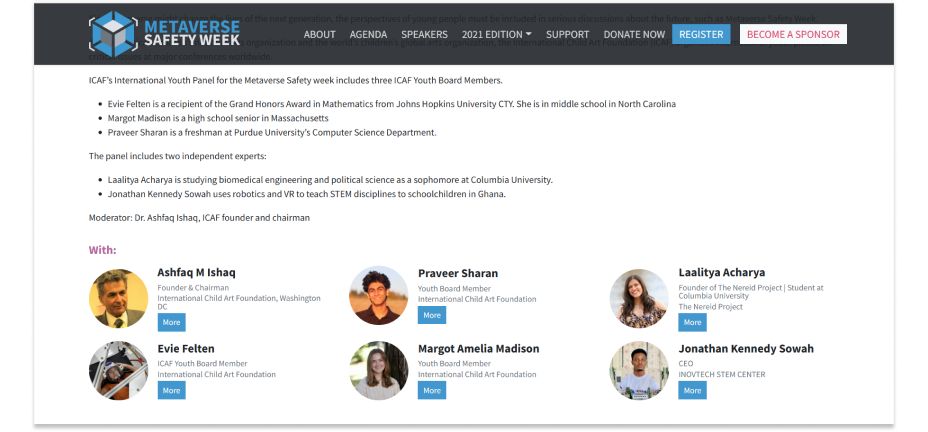 of the next generation, the perspectives of young people must be included
about the future, such as Metaverse Safety Week
METAVERSE
SAFETY WEEK
ABOUT
AGENDA
SPEAKERS
2021 EDITION
SUPPORT
DONATE NOW
REGISTER
BECOME A SPONSOR
organization and the world's children's global arts organization, the International Child Art Foundation
at major conferences worldwide.
ICAF's International Youth Panel for the Metaverse Safety week includes three ICAF Youth Board Members.
• Evie Felten is a recipient of the Grand Honors Award in Mathematics from Johns Hopkins University CTY. She is in middle school in North Carolina
• Margot Madison is a high school senior in Massachusetts
• Praveer Sharan is a freshman at Purdue University's Computer Science Department.
The panel includes two independent experts:
• Laalitya Acharya is studying biomedical engineering and political science as a sophomore at Columbia University.
• Jonathan Kennedy Sowah uses robotics and VR to teach STEM disciplines to schoolchildren in Ghana.
Moderator: Dr. Ashfaq Ishaq, ICAF founder and chairman
With:
Ashfaq M Ishaq
Founder & Chairman
International Child Art Foundation, Washington
DC
More
Praveer Sharan
Youth Board Member
International Child Art Foundation
More
Laalitya Acharya
Founder of The Nereid Project | Student at
Columbia University
The Nereid Project
More
Evie Felten
ICAF Youth Board Member
International Child Art Foundation
More
Margot Amelia Madison
Youth Board Member
International Child Art Foundation
More
Jonathan Kennedy Sowah
CEO
INOVTECH STEM CENTER
More